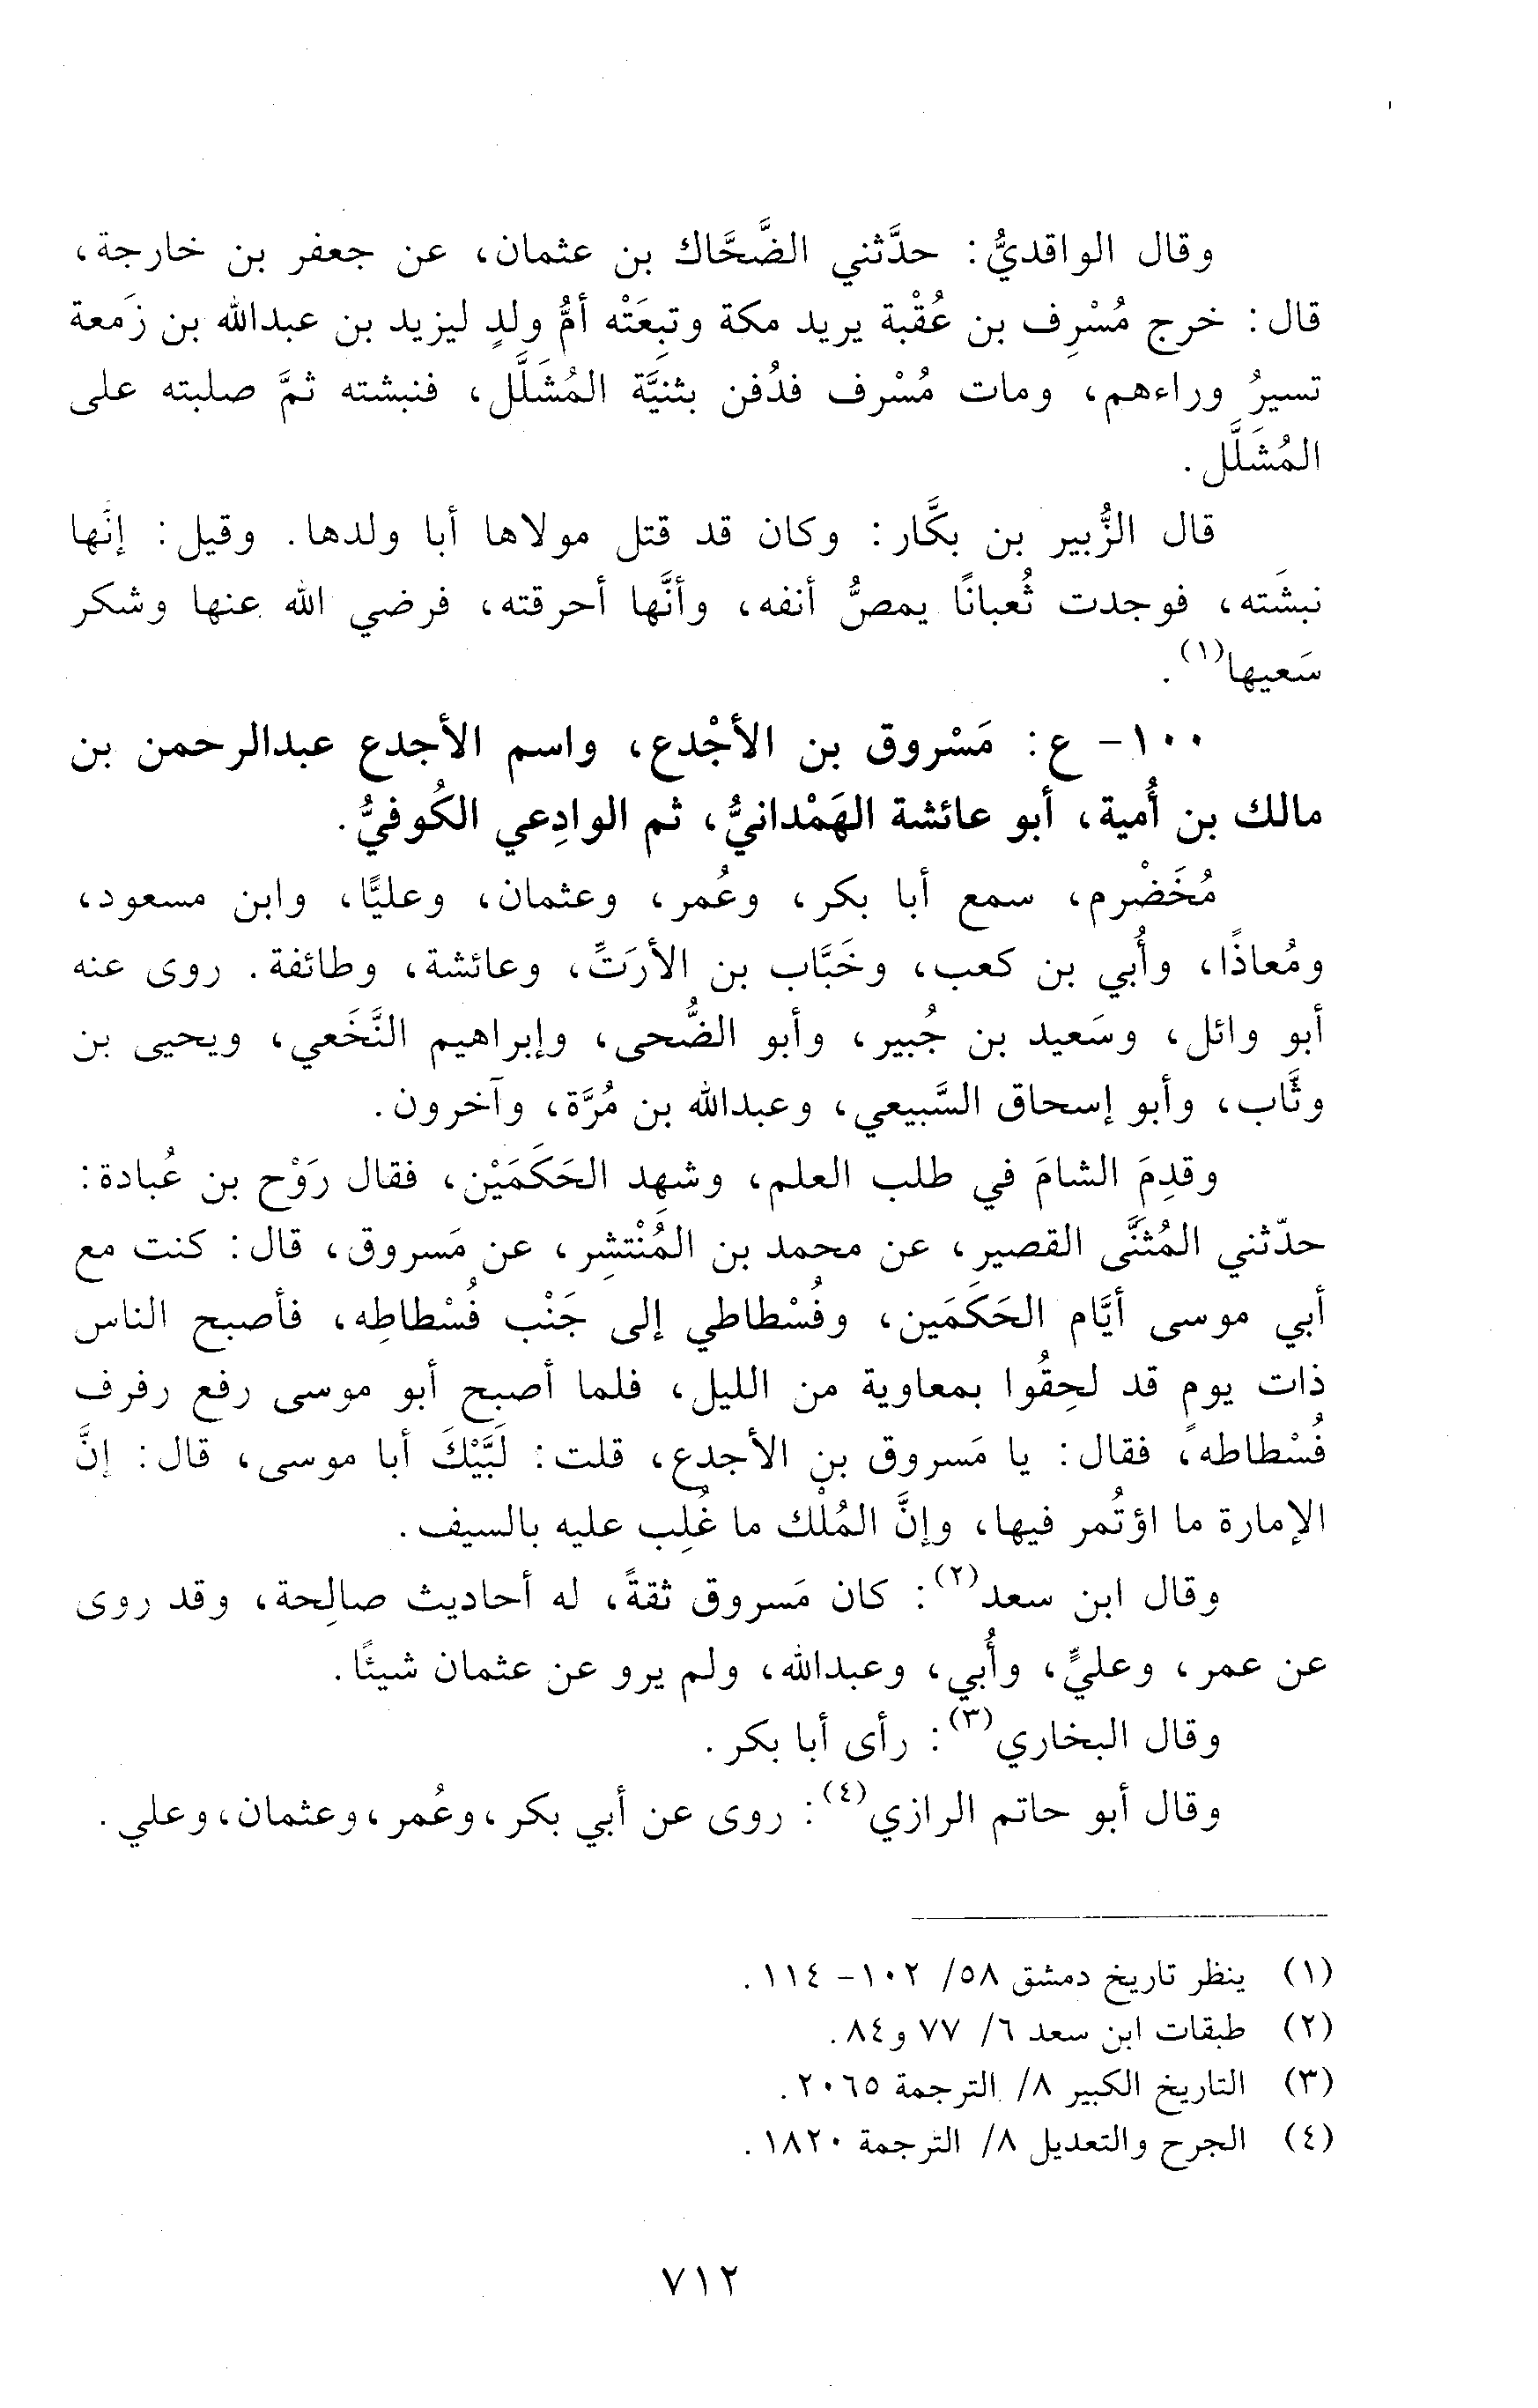 وقال الواقديُّ: حدَّثني الضَّحَّاك بن عثمان، عن جعفر بن خارجة،
قال: خرج مُسْرِف بن عُقْبة يريد مكة وتبِعَتْه أمُّ ولدٍ ليزيد بن عبدالله بن زَمعة
تسيرُ وراءهم، ومات مُسْرف فدُفن بثنيَّة المُشَلَّل، فنبشته ثمَّ صلبته على
المُشَلَّل.
قال الزُّبير بن بكَّار: وكان قد قتل مولاها أبا ولدها. وقيل: إنَّها
نبشَته، فوجدت ثُعبانًا يمصُّ أنفه، وأنَّها أحرقته، فرضي الله عنها وشكر
سَعيها(١).
١٠٠- ع: مَسْروق بن الأجْدع، واسم الأجدع عبدالرحمن بن
مالك بن أُمية، أبو عائشة الهَمْدانيُّ، ثم الوادِعي الكُوفيُّ.
مُخَضْرم، سمع أبا بكر، وعُمر، وعثمان، وعليًّا، وابن مسعود،
ومُعاذًا، وأُبي بن كعب، وخَبَّاب بن الأرَتِّ، وعائشة، وطائفة. روى عنه
أبو وائل، وسَعيد بن جُبير، وأبو الضُّحى، وإبراهيم النَّخَعي، ويحيى بن
وثَّاب، وأبو إسحاق السَّبيعي، وعبدالله بن مُرَّة، وآخرون.
وقدِمَ الشامَ في طلب العلم، وشهِد الحَكَمَيْن، فقال رَوْح بن عُبادة:
حدّثني المُثنَّى القصير، عن محمد بن المُنْتشِر، عن مَسروق، قال: كنت مع
أبي موسى أيَّام الحَكَمَين، وفُسْطاطي إلى جَنْب فُسْطاطِه، فأصبح الناس
ذات يومٍ قد لحِقُوا بمعاوية من الليل، فلما أصبح أبو موسى رفع رفرف
فُسْطاطه، فقال: يا مَسروق بن الأجدع، قلت: لَبَّيْكَ أبا موسى، قال: إنَّ
الإمارة ما اؤتُمر فيها، وإنَّ المُلْك ما غُلِب عليه بالسيف.
وقال ابن سعد(٢): كان مَسروق ثقةً، له أحاديث صالِحة، وقد روى
عن عمر، وعليٍّ، وأُبي، وعبدالله، ولم يرو عن عثمان شيئًا.
وقال البخاري(٣): رأى أبا بكر.
وقال أبو حاتم الرازي(٤): روى عن أبي بكر، وعُمر، وعثمان، وعلي.
(١) ينظر تاريخ دمشق ٥٨/ ١٠٢- ١١٤.
(٢) طبقات ابن سعد ٦/ ٧٧ و٨٤.
(٣) التاريخ الكبير ٨/ الترجمة ٢٠٦٥.
(٤) الجرح والتعديل ٨/ الترجمة ١٨٢٠.
٧١٢